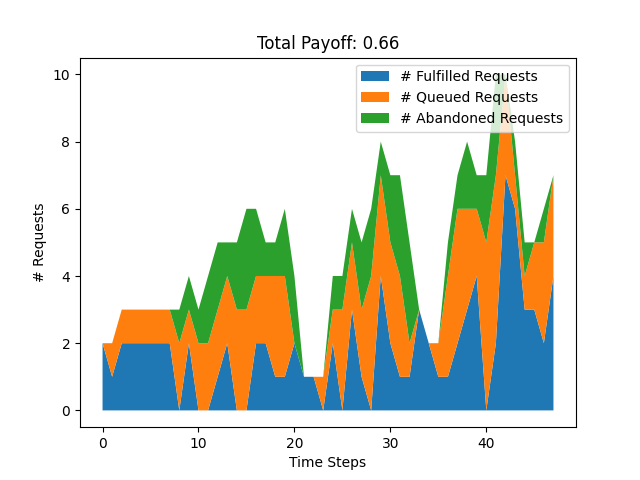 Total Payoff: 0.66
# Fulfilled Requests
# Queued Requests
# Abandoned Requests
10
8
6
4
2
0
# Requests
0 10 20 30 40
Time Steps